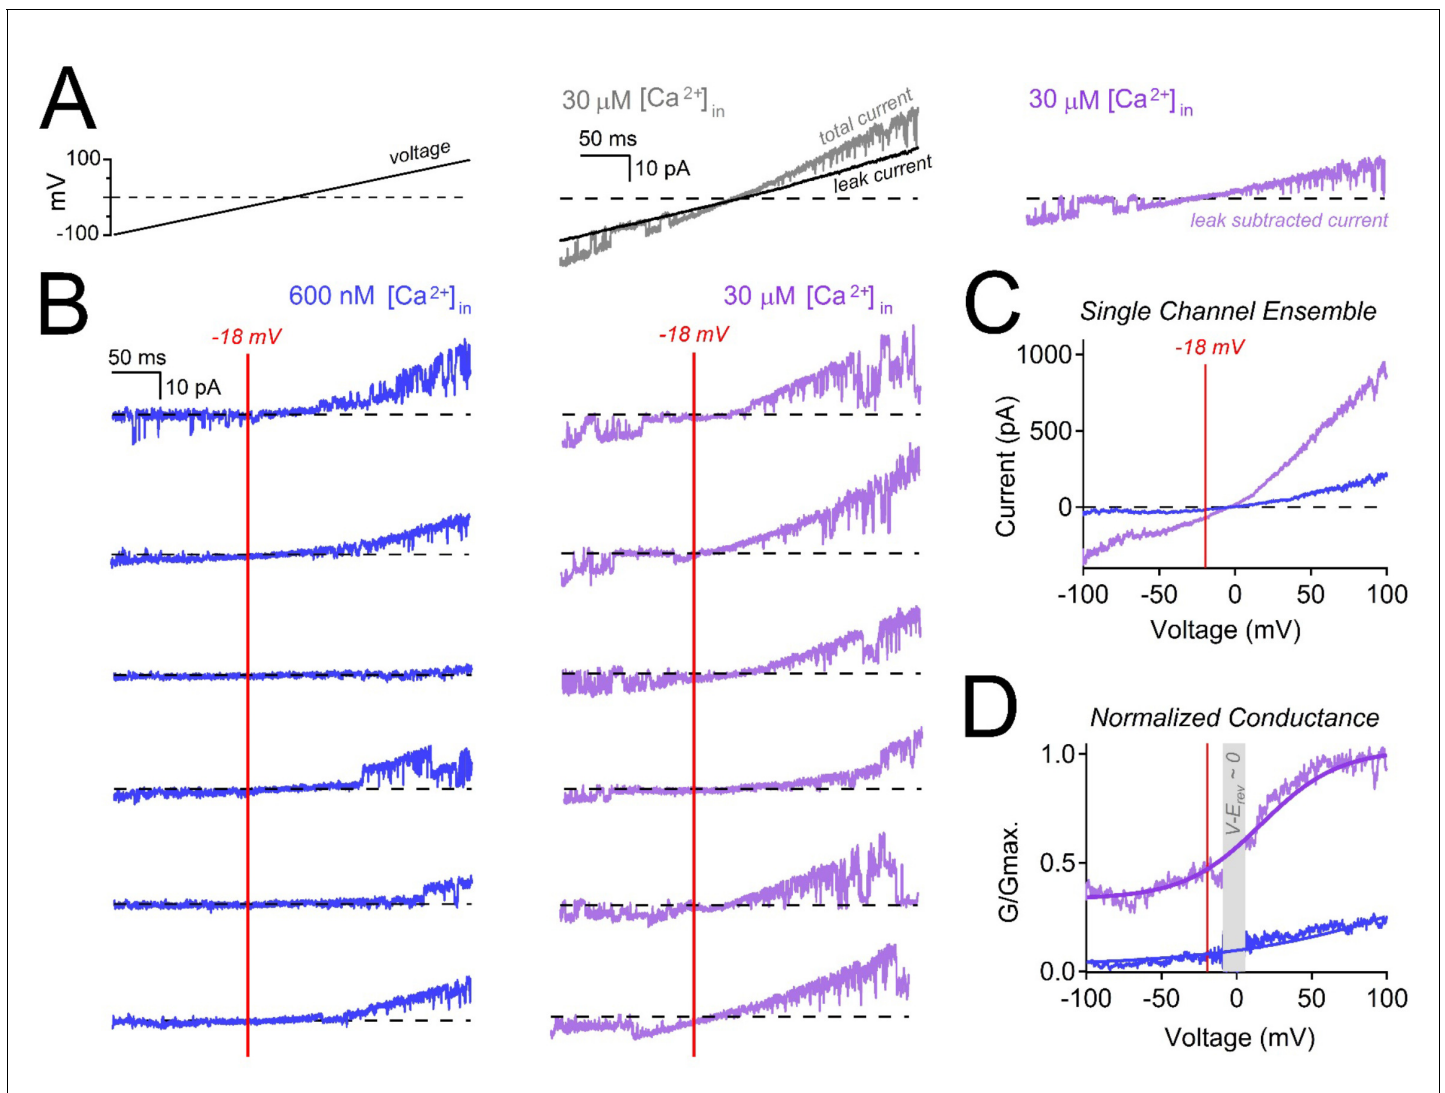 A
100
mV
-100
voltage
30 μM [Ca²⁺]in
50 ms
10 pA
total current
leak current
30 μM [Ca²⁺]in
leak subtracted current
B
600 nM [Ca²⁺]in
-18 mV
50 ms
10 pA
30 μM [Ca²⁺]in
-18 mV
C
Single Channel Ensemble
-18 mV
Current (pA)
1000
500
0
-100 -50 0 50 100
Voltage (mV)
D
Normalized Conductance
G/Gmax.
1.0
0.5
0.0
V-Erev ~ 0
-100 -50 0 50 100
Voltage (mV)